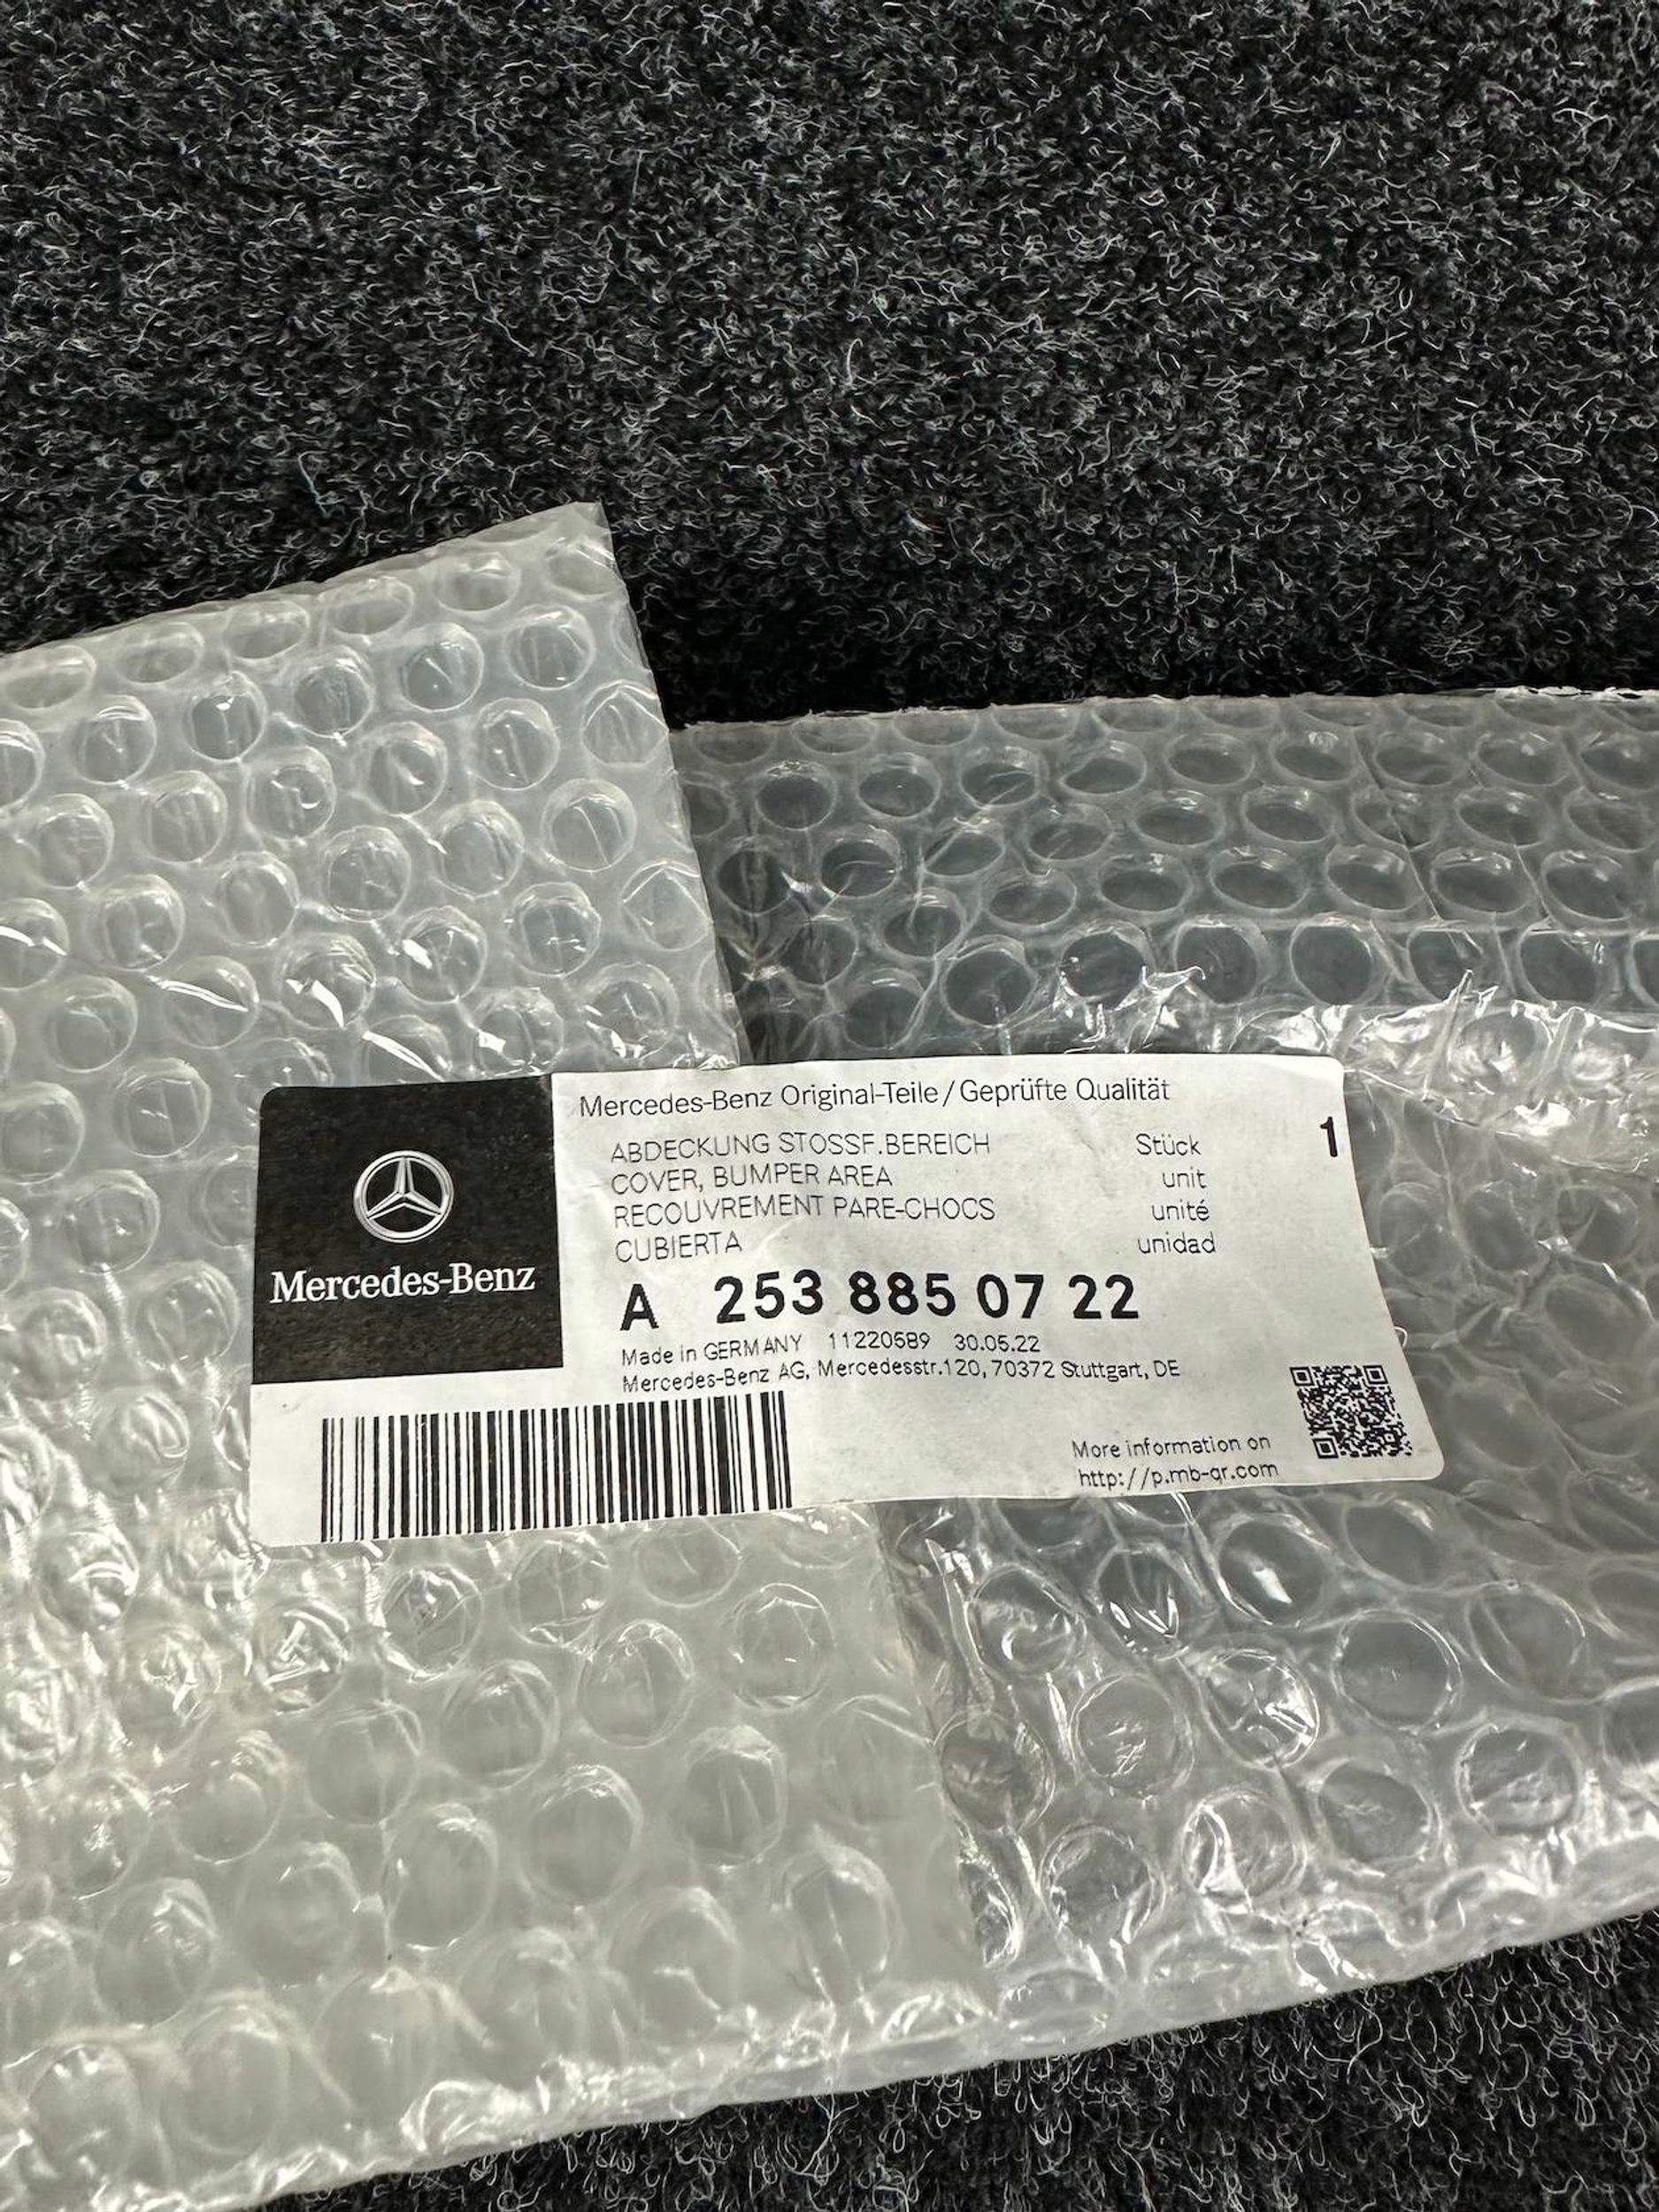 Mercedes-Benz Original-Teile / Geprüfte Qualität
ABDECKUNG STOSSF.BEREICH Stück 1
COVER, BUMPER AREA unit
RECOUVREMENT PARE-CHOCS unité
CUBIERTA unidad
Mercedes-Benz
A 253 885 07 22
Made in GERMANY 11220589 30.05.22
Mercedes-Benz AG, Mercedesstr.120, 70372 Stuttgart, DE
More information on
http://p.mb-qr.com